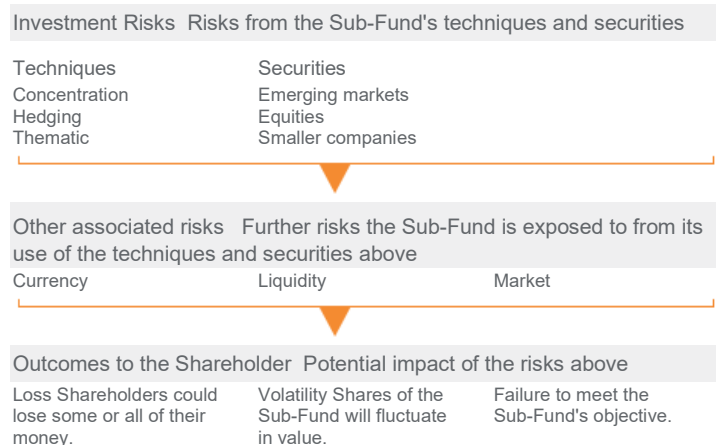 Investment Risks Risks from the Sub-Fund's techniques and securities
Techniques
Concentration
Hedging
Thematic
Securities
Emerging markets
Equities
Smaller companies
Other associated risks Further risks the Sub-Fund is exposed to from its
use of the techniques and securities above
Currency
Liquidity
Market
Outcomes to the Shareholder Potential impact of the risks above
Loss Shareholders could
lose some or all of their
money.
Volatility Shares of the
Sub-Fund will fluctuate
in value.
Failure to meet the
Sub-Fund's objective.